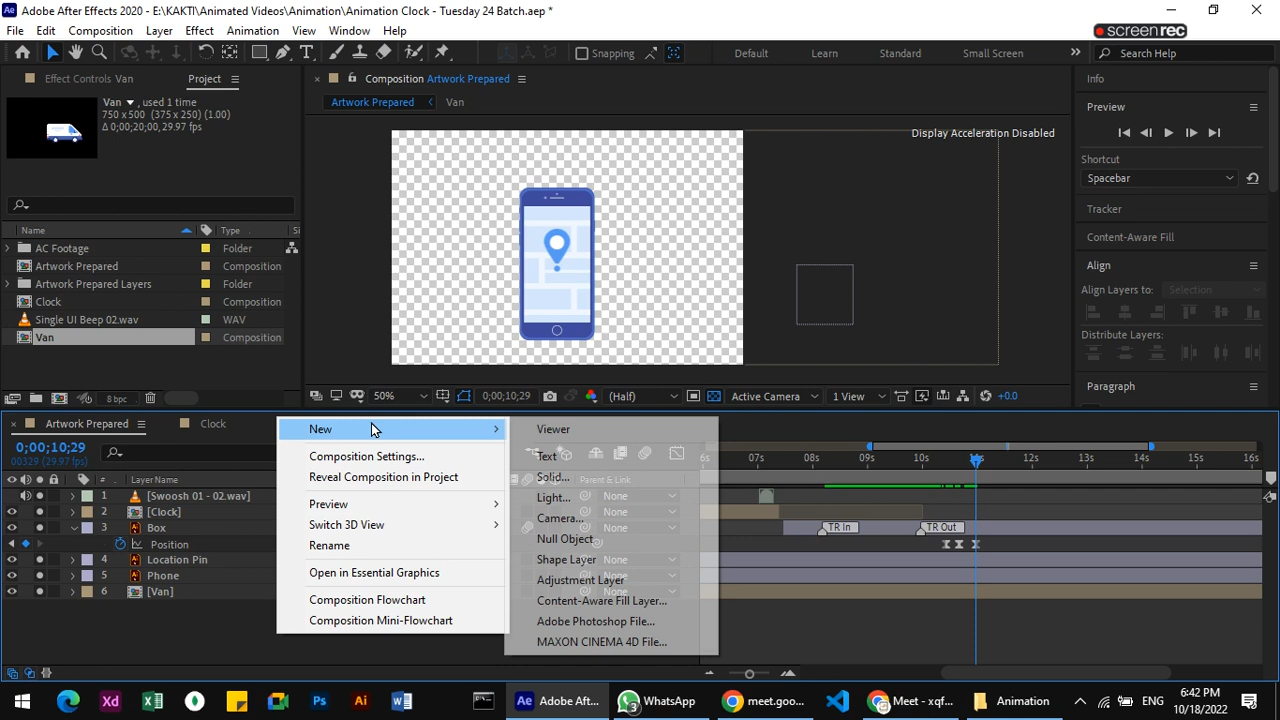 Adobe After Effects 2020 - E:\KAKTI\Animated Videos\Animation\Animation Clock - Tuesday 24 Batch.aep *
File Edit Composition Layer Effect Animation View Window Help
screenrec
Snapping Default Learn Standard Small Screen Search Help
Effect Controls Van Project
Composition Artwork Prepared
Info
Artwork Prepared Van
Van , used 1 time
750 x 500 (375 x 250) (1.00)
Δ 0;00;20;00, 29.97 fps
Preview
Display Acceleration Disabled
Shortcut
Spacebar
Tracker
Content-Aware Fill
Align
Align Layers to: Selection
Distribute Layers:
Paragraph
Name Type Si
AC Footage Folder
Artwork Prepared Composition
Artwork Prepared Layers Folder
Clock Composition
Single UI Beep 02.wav WAV
Van Composition
8 bpc
50% 0;00;10;29 (Half) Active Camera 1 View +0.0
Artwork Prepared Clock
0;00;10;29
00329 (29.97 fps)
# Layer Name
Parent & Link
6s 07s 08s 09s 10s 11s 12s 13s 14s 15s 16s
1 [Swoosh 01 - 02.wav] None
2 [Clock] None
3 Box None TR In TR Out
Position
4 Location Pin None
5 Phone None
6 [Van] None
New
Composition Settings...
Reveal Composition in Project
Preview
Switch 3D View
Rename
Open in Essential Graphics
Composition Flowchart
Composition Mini-Flowchart
Viewer
Text
Solid...
Light...
Camera...
Null Object
Shape Layer
Adjustment Layer
Content-Aware Fill Layer...
Adobe Photoshop File...
MAXON CINEMA 4D File...
Adobe Aft... WhatsApp meet.goo... Meet - xqf... Animation ENG 6:42 PM
10/18/2022